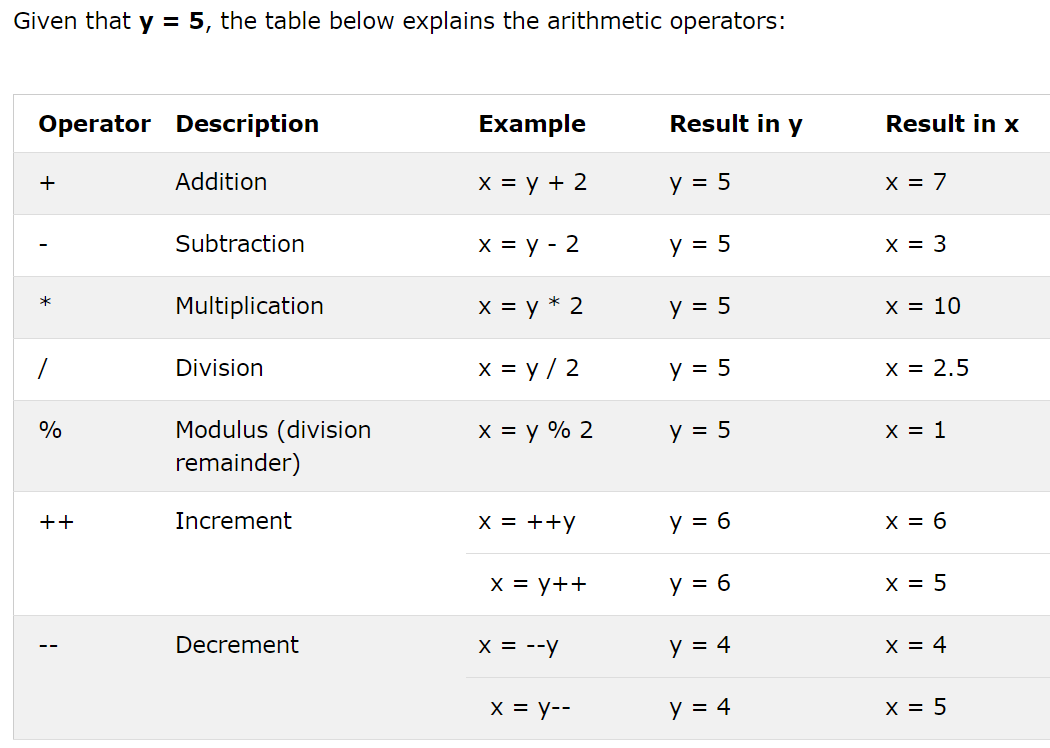 Given that y = 5, the table below explains the arithmetic operators:
Operator Description Example Result in y Result in x
+ Addition x = y + 2 y = 5 x = 7
- Subtraction x = y - 2 y = 5 x = 3
* Multiplication x = y * 2 y = 5 x = 10
/ Division x = y / 2 y = 5 x = 2.5
% Modulus (division x = y % 2 y = 5 x = 1
remainder)
++ Increment x = ++y y = 6 x = 6
x = y++ y = 6 x = 5
-- Decrement x = --y y = 4 x = 4
x = y-- y = 4 x = 5